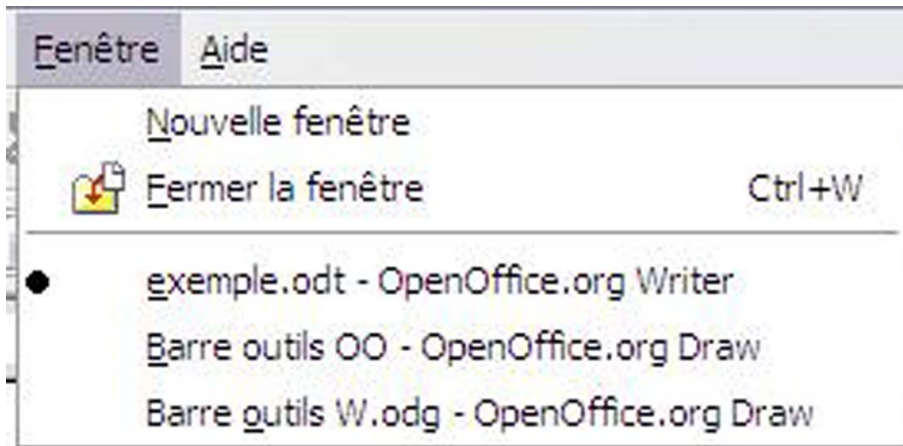 Fenêtre Aide
Nouvelle fenêtre
Fermer la fenêtre Ctrl+W
exemple.odt - OpenOffice.org Writer
Barre outils OO - OpenOffice.org Draw
Barre outils W.odg - OpenOffice.org Draw